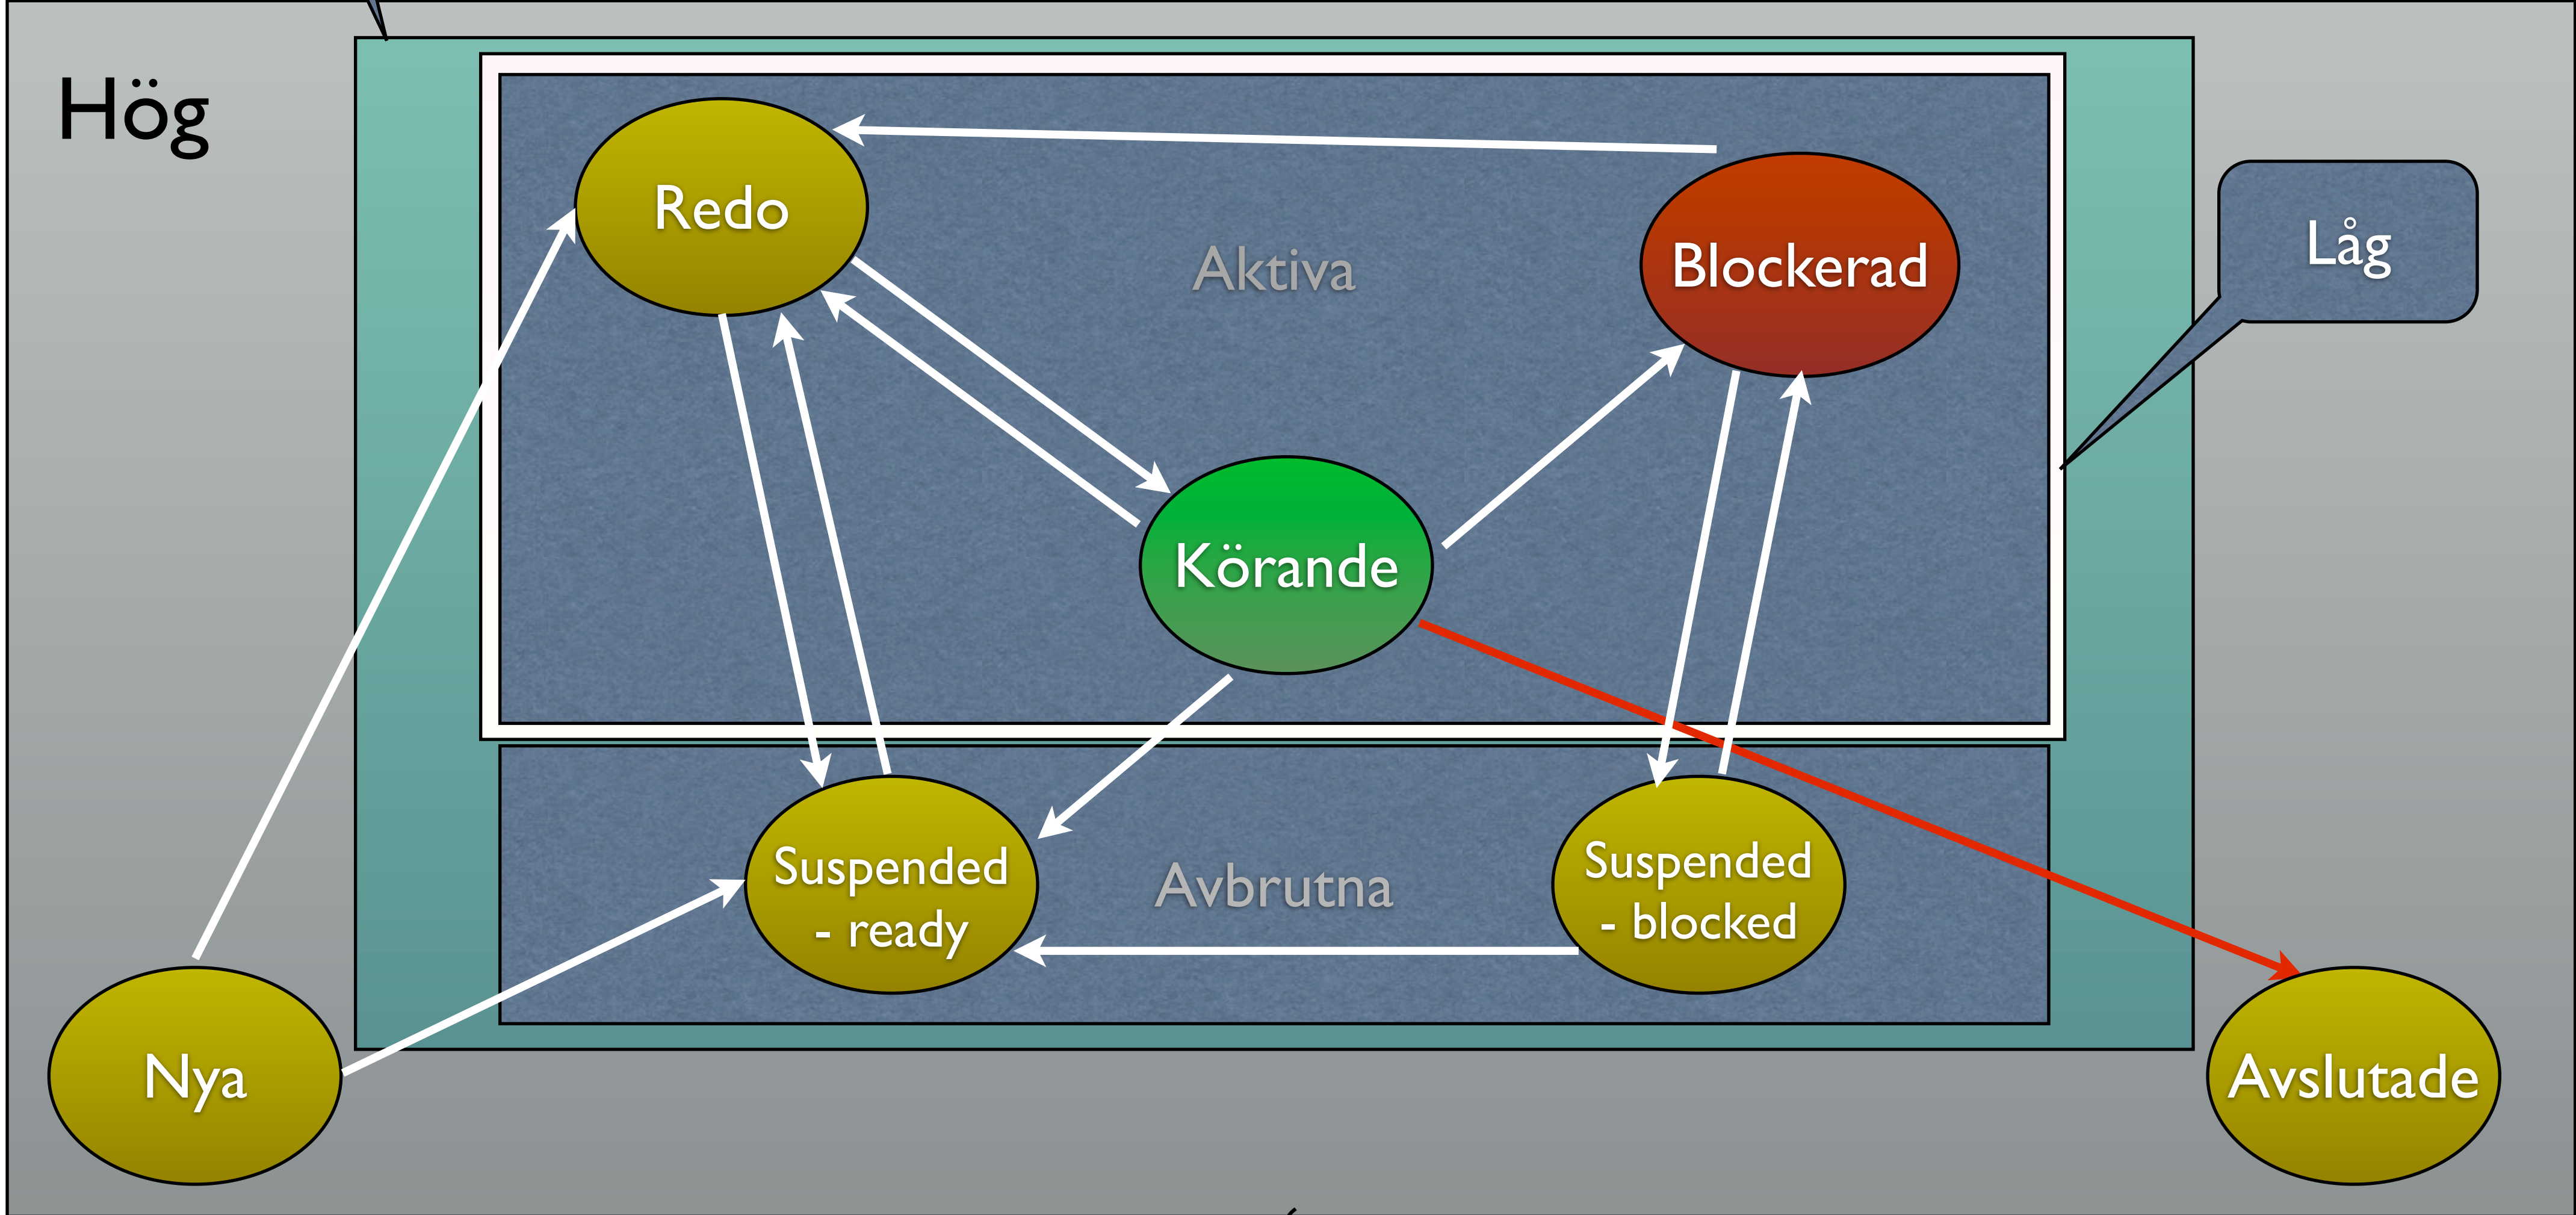 Hög
Redo
Aktiva
Blockerad
Låg
Körande
Suspended
- ready
Avbrutna
Suspended
- blocked
Nya
Avslutade